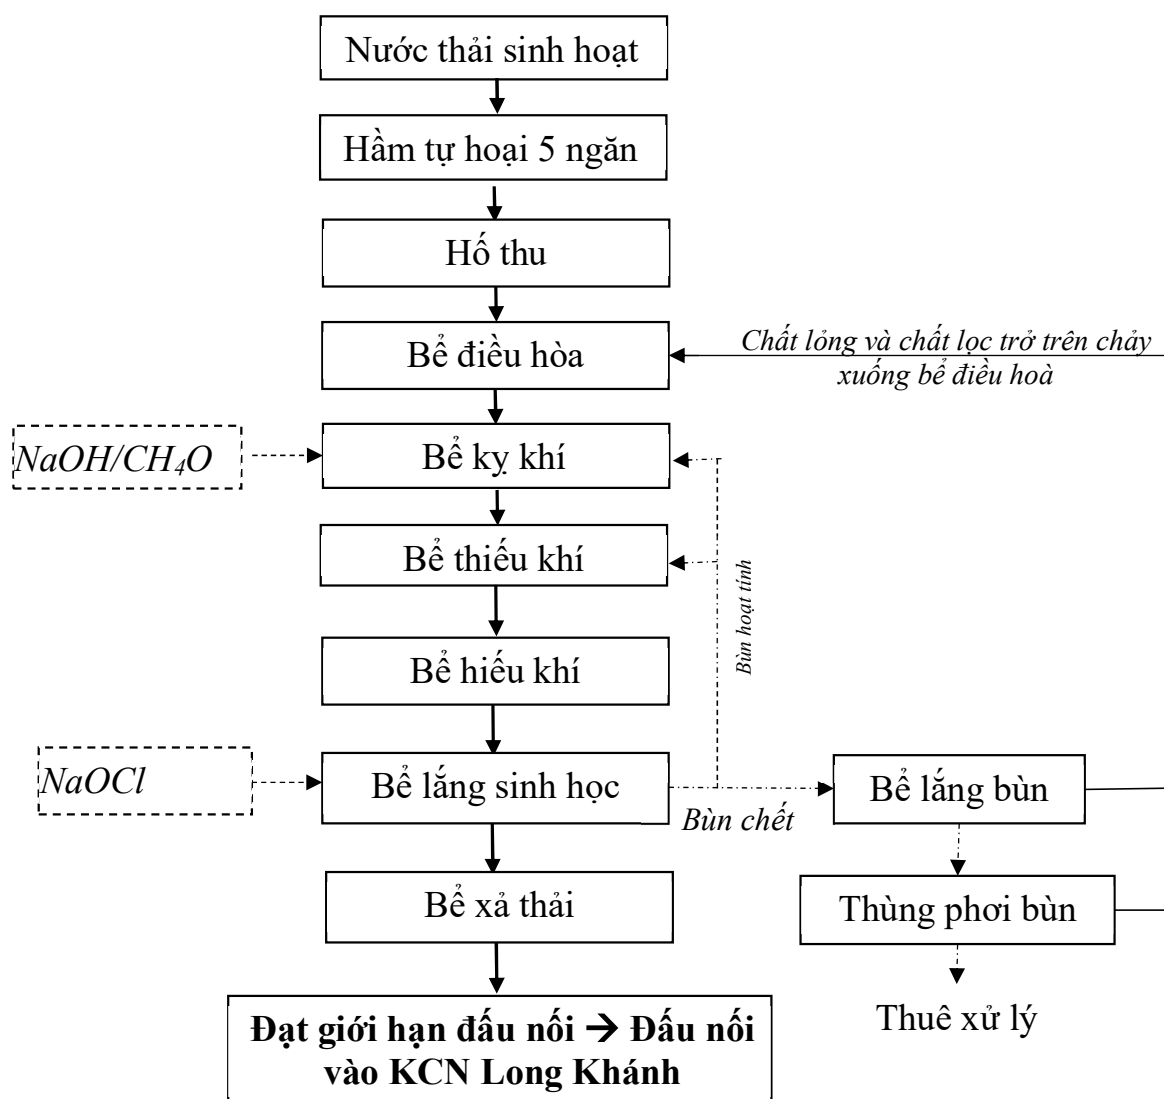 Nước thải sinh hoạt
Hầm tự hoại 5 ngăn
Hố thu
Bể điều hòa
Chất lỏng và chất lọc trở trên chảy
xuống bể điều hoà
NaOH/CH₄O
Bể kỵ khí
Bể thiếu khí
Bùn hoạt tính
Bể hiếu khí
NaOCl
Bể lắng sinh học
Bùn chết
Bể lắng bùn
Bể xả thải
Thùng phơi bùn
Thuê xử lý
Đạt giới hạn đấu nối → Đấu nối
vào KCN Long Khánh